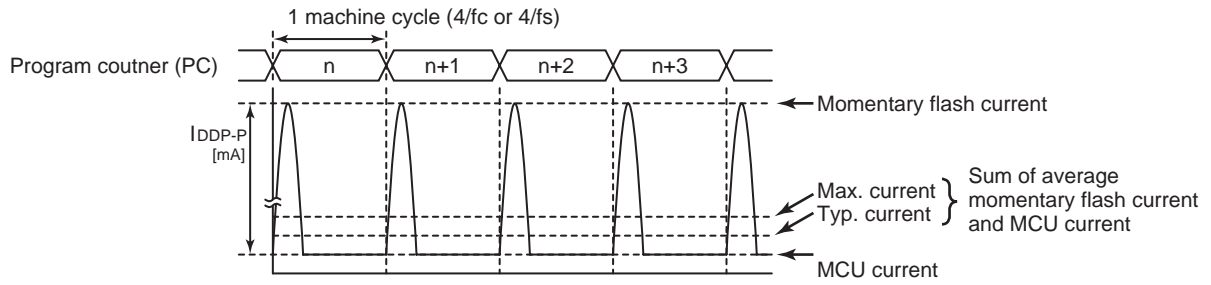 1 machine cycle (4/fc or 4/fs)
Program coutner (PC)
n
n+1
n+2
n+3
Momentary flash current
IDDP-P
[mA]
Max. current
Typ. current
Sum of average
momentary flash current
and MCU current
MCU current